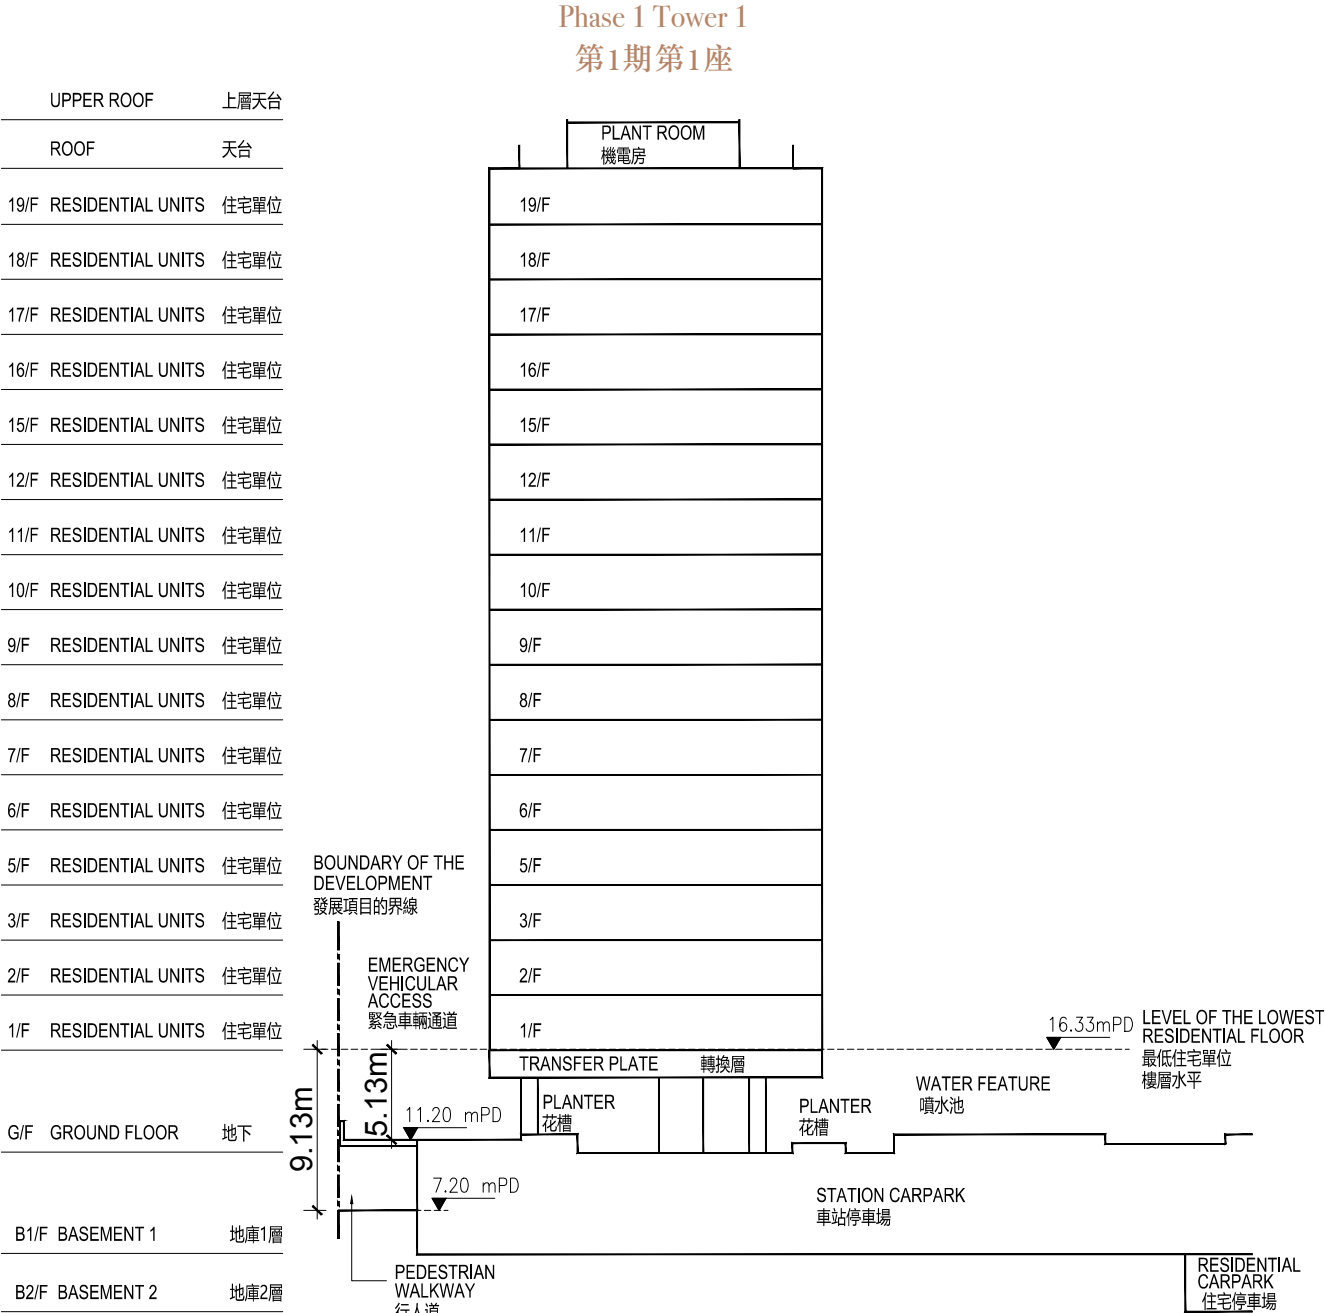 Phase 1 Tower 1
第1期第1座
UPPER ROOF 上層天台
ROOF 天台
19/F RESIDENTIAL UNITS 住宅單位
18/F RESIDENTIAL UNITS 住宅單位
17/F RESIDENTIAL UNITS 住宅單位
16/F RESIDENTIAL UNITS 住宅單位
15/F RESIDENTIAL UNITS 住宅單位
12/F RESIDENTIAL UNITS 住宅單位
11/F RESIDENTIAL UNITS 住宅單位
10/F RESIDENTIAL UNITS 住宅單位
9/F RESIDENTIAL UNITS 住宅單位
8/F RESIDENTIAL UNITS 住宅單位
7/F RESIDENTIAL UNITS 住宅單位
6/F RESIDENTIAL UNITS 住宅單位
5/F RESIDENTIAL UNITS 住宅單位
3/F RESIDENTIAL UNITS 住宅單位
2/F RESIDENTIAL UNITS 住宅單位
1/F RESIDENTIAL UNITS 住宅單位
G/F GROUND FLOOR 地下
B1/F BASEMENT 1 地庫1層
B2/F BASEMENT 2 地庫2層
PLANT ROOM
機電房
19/F
18/F
17/F
16/F
15/F
12/F
11/F
10/F
9/F
8/F
7/F
6/F
5/F
3/F
2/F
1/F
TRANSFER PLATE 轉換層
BOUNDARY OF THE
DEVELOPMENT
發展項目的界線
EMERGENCY
VEHICULAR
ACCESS
緊急車輛通道
9.13m
5.13m
11.20 mPD
7.20 mPD
PLANTER
花槽
PLANTER
花槽
WATER FEATURE
噴水池
16.33mPD
LEVEL OF THE LOWEST
RESIDENTIAL FLOOR
最低住宅單位
樓層水平
STATION CARPARK
車站停車場
PEDESTRIAN
WALKWAY
行人道
RESIDENTIAL
CARPARK
住宅停車場